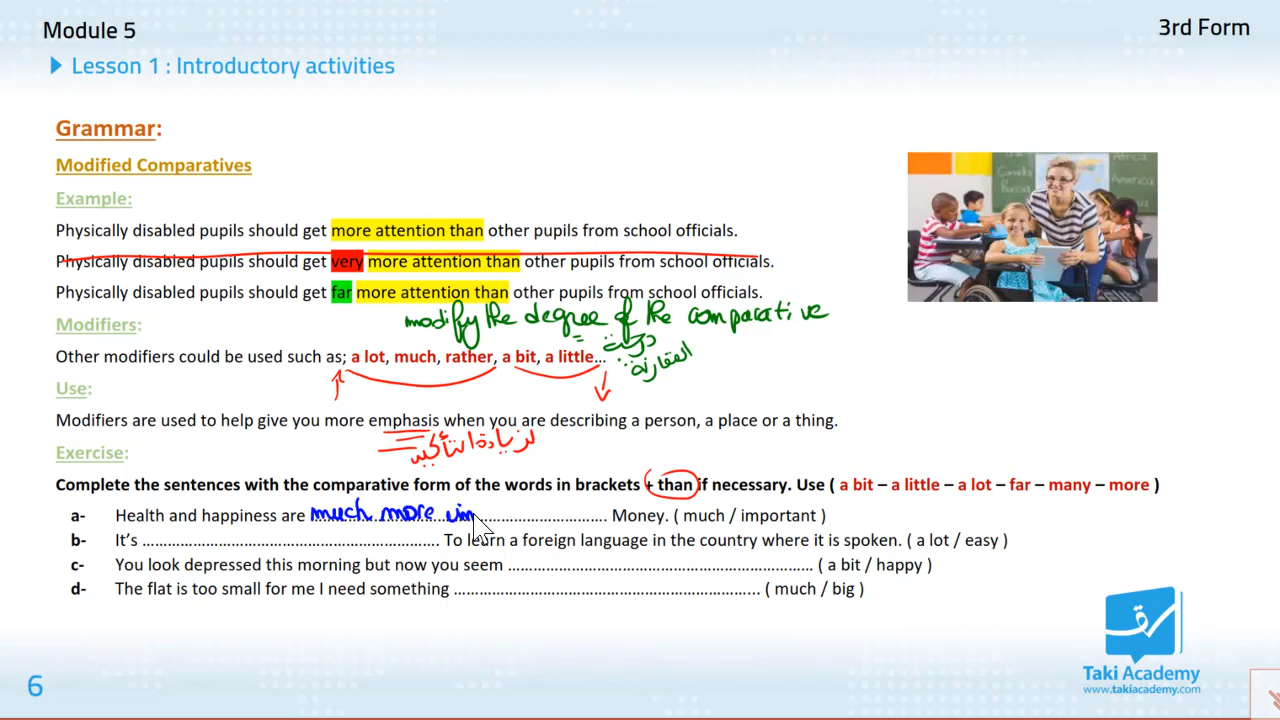 Module 5
3rd Form
Lesson 1 : Introductory activities
Grammar:
Modified Comparatives
Example:
Physically disabled pupils should get more attention than other pupils from school officials.
Physically disabled pupils should get very more attention than other pupils from school officials.
Physically disabled pupils should get far more attention than other pupils from school officials.
modify the degree of the comparative
درجة
المقارنة
Modifiers:
Other modifiers could be used such as; a lot, much, rather, a bit, a little...
Use:
Modifiers are used to help give you more emphasis when you are describing a person, a place or a thing.
لزيادة التأكيد
Exercise:
Complete the sentences with the comparative form of the words in brackets + than if necessary. Use ( a bit – a little – a lot – far – many – more )
a- Health and happiness are much more im.............................. Money. ( much / important )
b- It's .................................................................. To learn a foreign language in the country where it is spoken. ( a lot / easy )
c- You look depressed this morning but now you seem .................................................................. ( a bit / happy )
d- The flat is too small for me I need something .................................................................. ( much / big )
تقي
Taki Academy
www.takiacademy.com
6